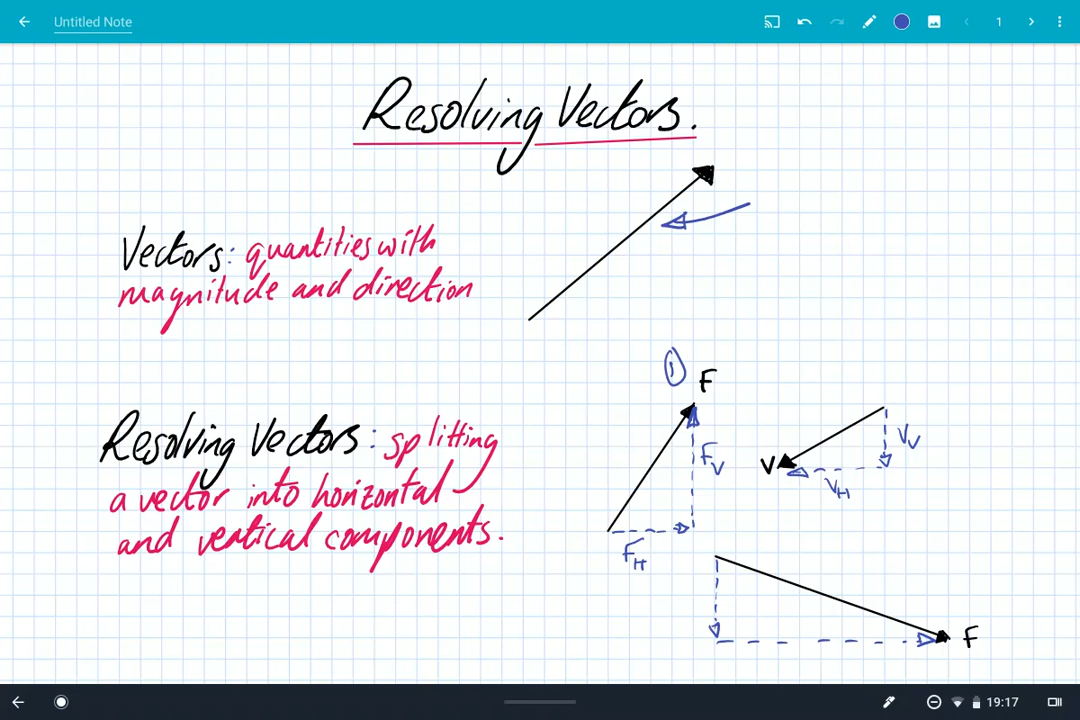 Untitled Note
1
Resolving Vectors.
Vectors: quantities with
magnitude and direction
1
F
Resolving Vectors: splitting
a vector into horizontal
and vertical components.
FV
FH
V
VV
VH
F
19:17